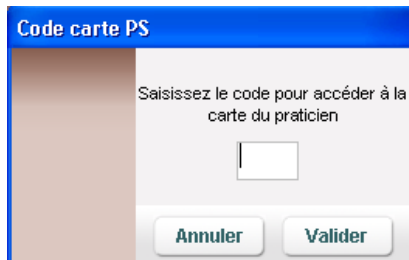 Code carte PS
Saisissez le code pour accéder à la
carte du praticien
Annuler Valider